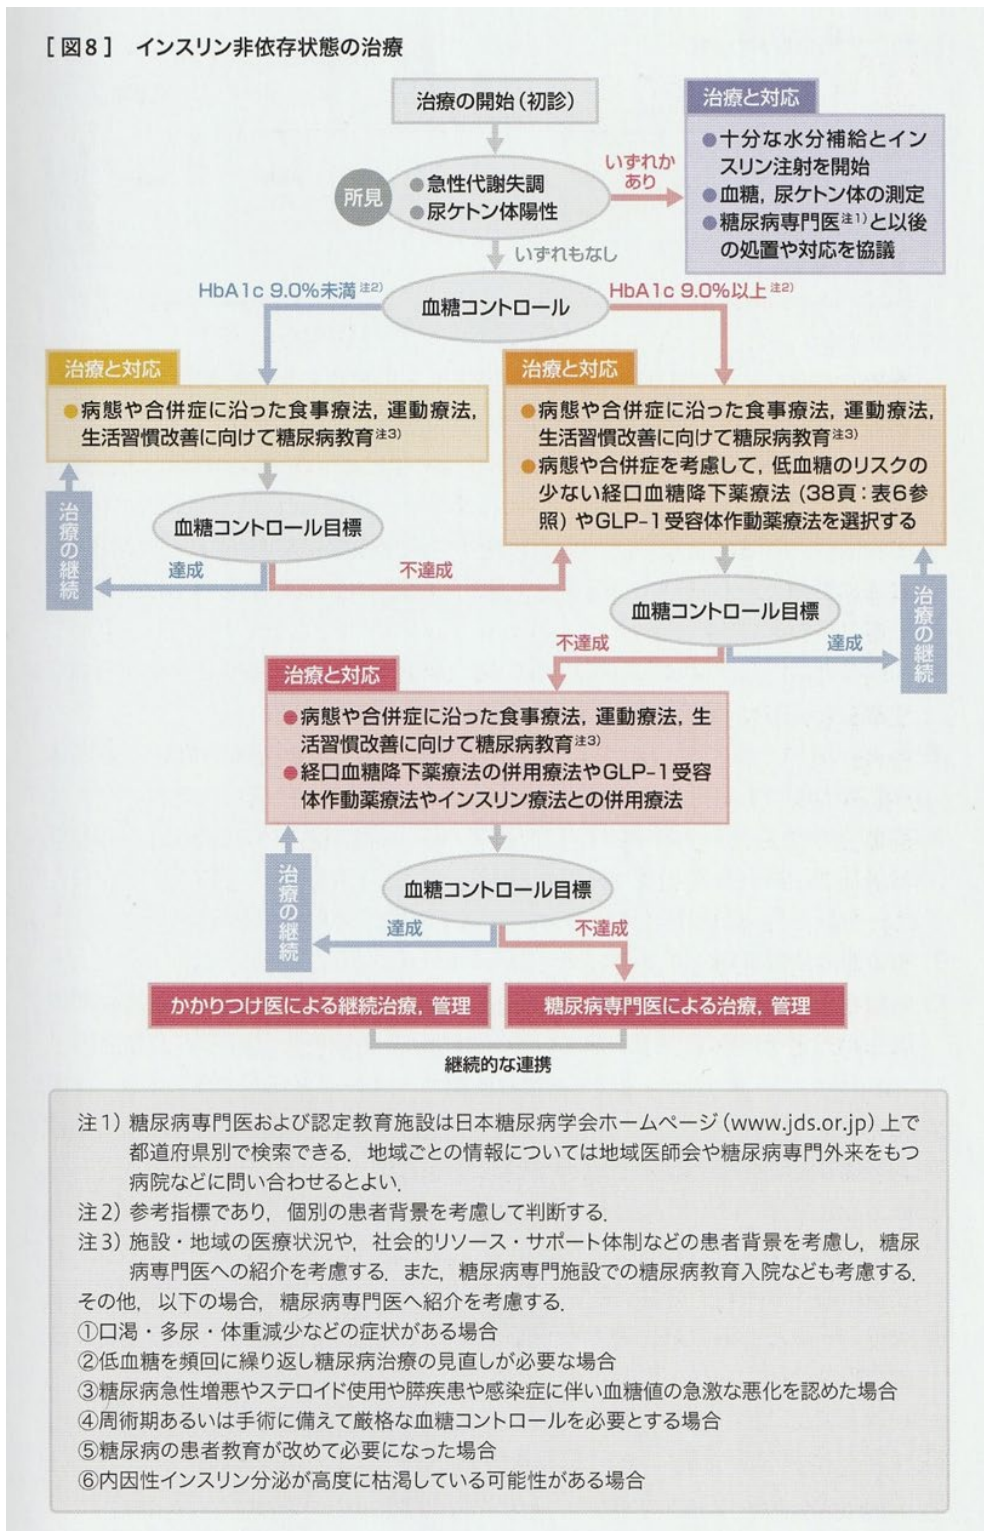 [図8] インスリン非依存状態の治療
治療の開始(初診)
所見
●急性代謝失調
●尿ケトン体陽性
いずれか
あり
治療と対応
●十分な水分補給とイン
スリン注射を開始
●血糖，尿ケトン体の測定
●糖尿病専門医注1)と以後
の処置や対応を協議
いずれもなし
HbA1c 9.0%未満注2)
血糖コントロール
HbA1c 9.0%以上注2)
治療と対応
●病態や合併症に沿った食事療法，運動療法，
生活習慣改善に向けて糖尿病教育注3)
血糖コントロール目標
達成
不達成
治療の継続
治療と対応
●病態や合併症に沿った食事療法，運動療法，
生活習慣改善に向けて糖尿病教育注3)
●病態や合併症を考慮して，低血糖のリスクの
少ない経口血糖降下薬療法(38頁：表6参
照)やGLP-1受容体作動薬療法を選択する
血糖コントロール目標
不達成
達成
治療の継続
治療と対応
●病態や合併症に沿った食事療法，運動療法，生
活習慣改善に向けて糖尿病教育注3)
●経口血糖降下薬療法の併用療法やGLP-1受容
体作動薬療法やインスリン療法との併用療法
血糖コントロール目標
達成
不達成
治療の継続
かかりつけ医による継続治療，管理
糖尿病専門医による治療，管理
継続的な連携
注1)糖尿病専門医および認定教育施設は日本糖尿病学会ホームページ(www.jds.or.jp)上で
都道府県別で検索できる．地域ごとの情報については地域医師会や糖尿病専門外来をもつ
病院などに問い合わせるとよい．
注2)参考指標であり，個別の患者背景を考慮して判断する．
注3)施設・地域の医療状況や，社会的リソース・サポート体制などの患者背景を考慮し，糖尿
病専門医への紹介を考慮する．また，糖尿病専門施設での糖尿病教育入院なども考慮する．
その他，以下の場合，糖尿病専門医へ紹介を考慮する．
①口渇・多尿・体重減少などの症状がある場合
②低血糖を頻回に繰り返し糖尿病治療の見直しが必要な場合
③糖尿病急性増悪やステロイド使用や膵疾患や感染症に伴い血糖値の急激な悪化を認めた場合
④周術期あるいは手術に備えて厳格な血糖コントロールを必要とする場合
⑤糖尿病の患者教育が改めて必要になった場合
⑥内因性インスリン分泌が高度に枯渇している可能性がある場合